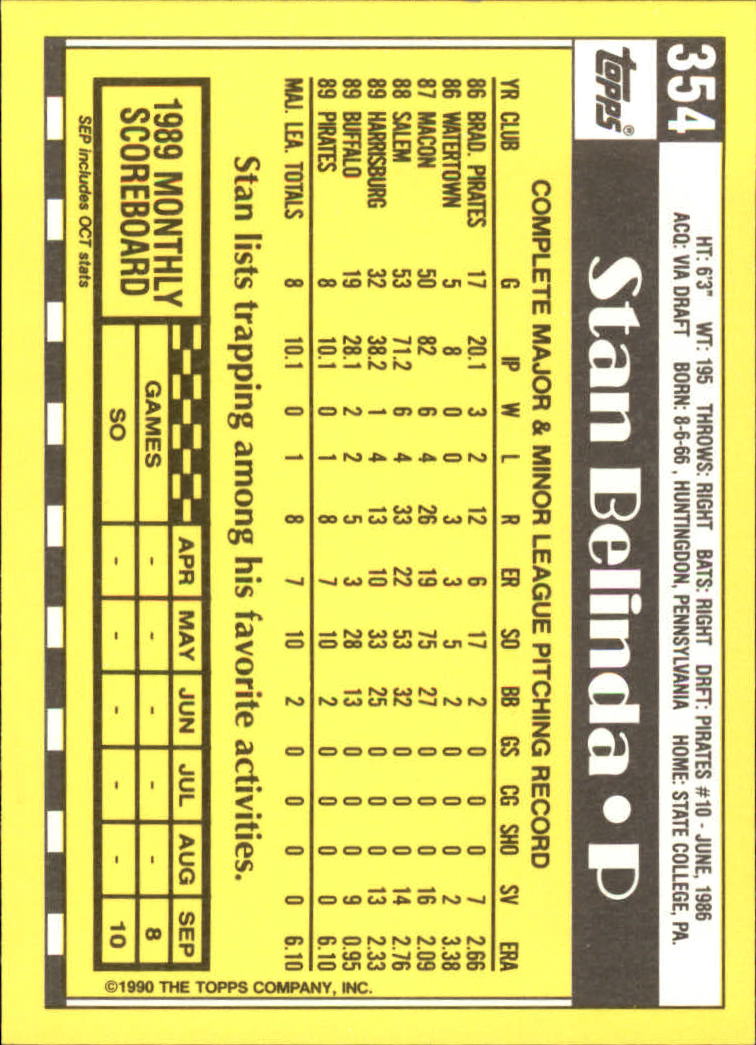 354
HT: 6'3" WT: 195 THROWS: RIGHT BATS: RIGHT DRFT: PIRATES #10 - JUNE, 1986
ACQ: VIA DRAFT BORN: 8-6-66 , HUNTINGDON, PENNSYLVANIA HOME: STATE COLLEGE, PA.
topps®
Stan Belinda • P
COMPLETE MAJOR & MINOR LEAGUE PITCHING RECORD
YR CLUB G IP W L R ER SO BB GS CG SHO SV ERA
86 BRAD. PIRATES 17 20.1 3 2 12 6 17 2 0 0 0 7 2.66
86 WATERTOWN 5 8 0 0 3 3 5 2 0 0 0 2 3.38
87 MACON 50 82 6 4 26 19 75 27 0 0 0 16 2.09
88 SALEM 53 71.2 6 4 33 22 53 32 0 0 0 14 2.76
89 HARRISBURG 32 38.2 1 4 13 10 33 25 0 0 0 13 2.33
89 BUFFALO 19 28.1 2 2 5 3 28 13 0 0 0 9 0.95
89 PIRATES 8 10.1 0 1 8 7 10 2 0 0 0 0 6.10
MAJ. LEA. TOTALS 8 10.1 0 1 8 7 10 2 0 0 0 0 6.10
Stan lists trapping among his favorite activities.
1989 MONTHLY
SCOREBOARD
APR MAY JUN JUL AUG SEP
GAMES - - - - - 8
SO - - - - - 10
SEP includes OCT stats
©1990 THE TOPPS COMPANY, INC.